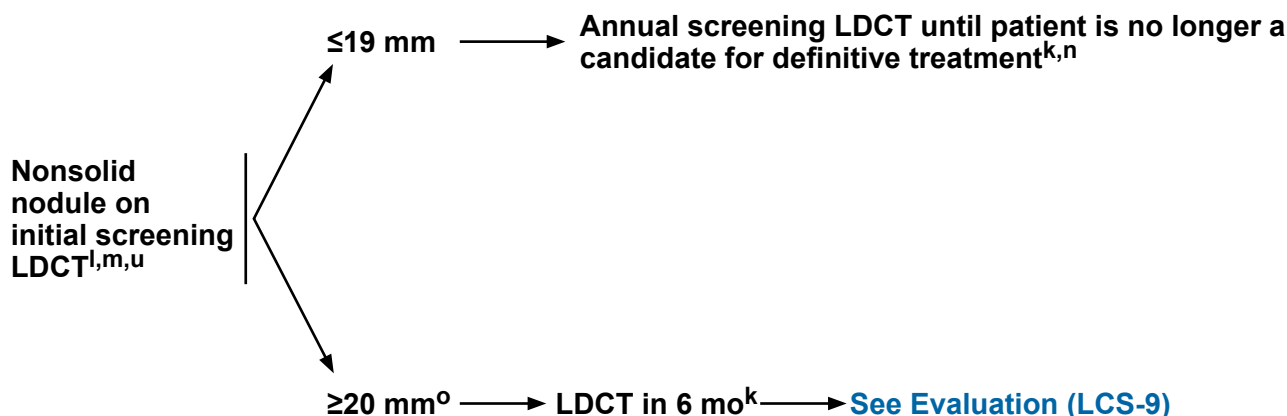 ≤19 mm
Annual screening LDCT until patient is no longer a
candidate for definitive treatmentk,n
Nonsolid
nodule on
initial screening
LDCTl,m,u
≥20 mmo
LDCT in 6 mok
See Evaluation (LCS-9)